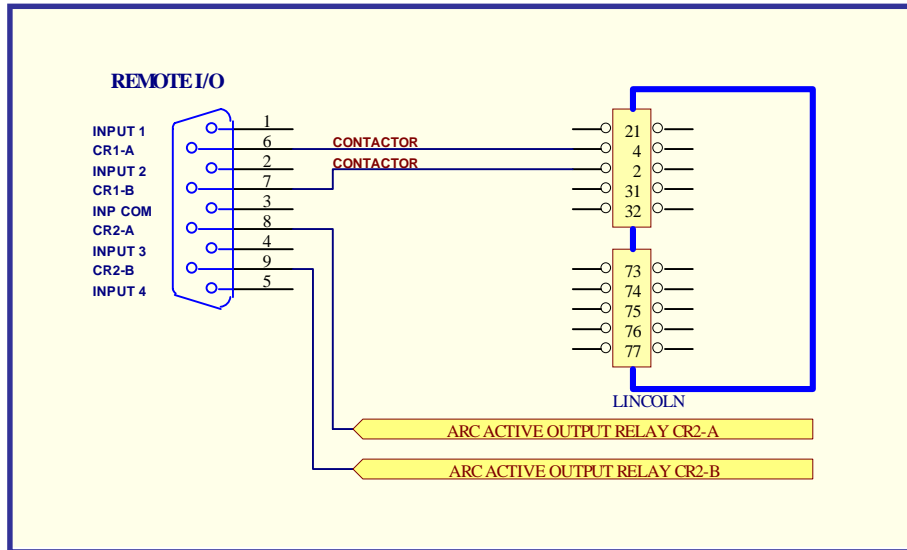 REMOTE I/O
INPUT 1
1
CR1-A
6
CONTACTOR
INPUT 2
2
CONTACTOR
CR1-B
7
INP COM
3
CR2-A
8
INPUT 3
4
CR2-B
9
INPUT 4
5
21
4
2
31
32
73
74
75
76
77
LINCOLN
ARC ACTIVE OUTPUT RELAY CR2-A
ARC ACTIVE OUTPUT RELAY CR2-B